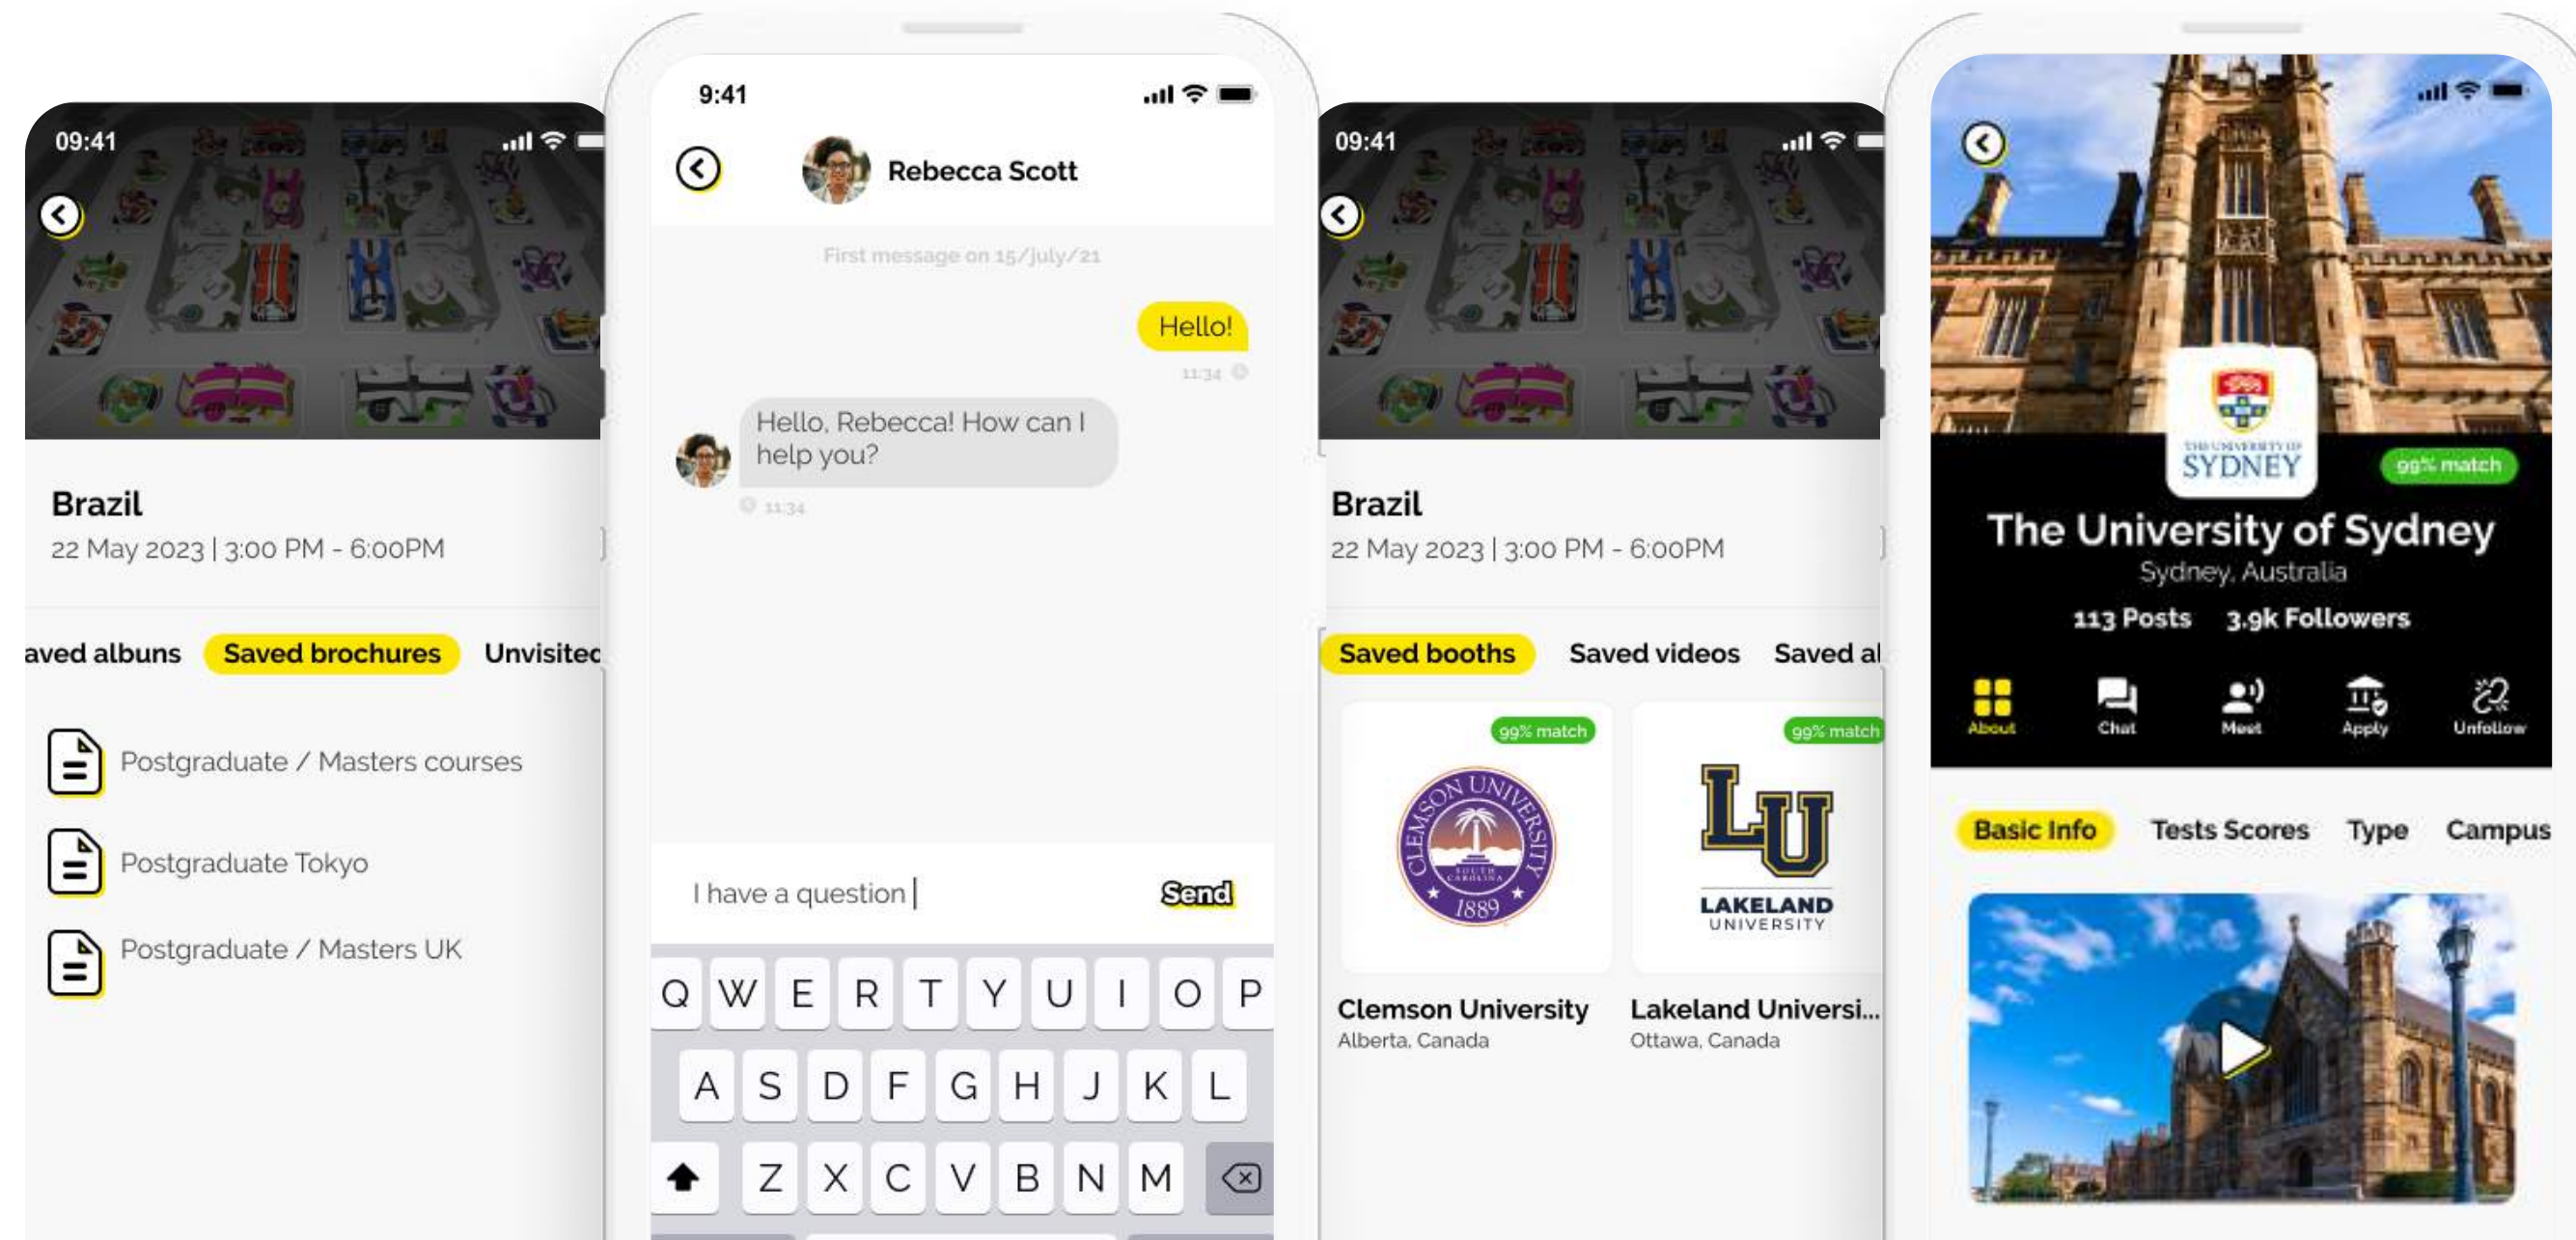 09:41
Brazil
22 May 2023 | 3:00 PM - 6:00PM
aved albuns Saved brochures Unvisited
Postgraduate / Masters courses
Postgraduate Tokyo
Postgraduate / Masters UK
9:41
Rebecca Scott
First message on 15/july/21
Hello!
11:34
Hello, Rebecca! How can I
help you?
11:34
I have a question Send
Q W E R T Y U I O P
A S D F G H J K L
Z X C V B N M
09:41
Brazil
22 May 2023 | 3:00 PM - 6:00PM
Saved booths Saved videos Saved al
99% match
CLEMSON UNIVERSITY
SOUTH
CAROLINA
1889
Clemson University
Alberta, Canada
99% match
LU
LAKELAND
UNIVERSITY
Lakeland Universi...
Ottawa, Canada
THE UNIVERSITY OF
SYDNEY
99% match
The University of Sydney
Sydney, Australia
113 Posts 3.9k Followers
About Chat Meet Apply Unfollow
Basic Info Tests Scores Type Campus